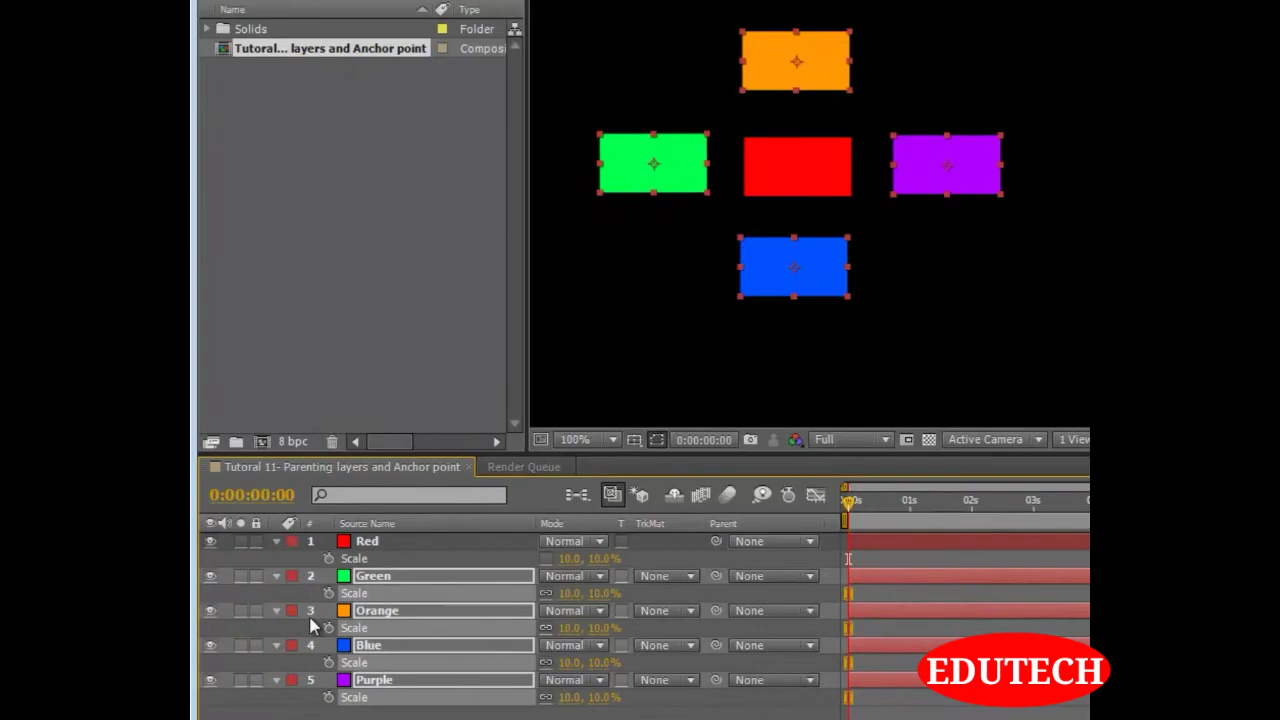 Name Type
Solids Folder
Tutoral... layers and Anchor point Composi
8 bpc
100% 0:00:00:00 Full Active Camera 1 View
Tutorial 11- Parenting layers and Anchor point × Render Queue
0:00:00:00
:00s 01s 02s 03s
# Source Name Mode T TrkMat Parent
1 Red Normal None
Scale 10.0, 10.0%
2 Green Normal None None
Scale 10.0, 10.0%
3 Orange Normal None None
Scale 10.0, 10.0%
4 Blue Normal None None
Scale 10.0, 10.0%
5 Purple Normal None None
Scale 10.0, 10.0%
EDUTECH